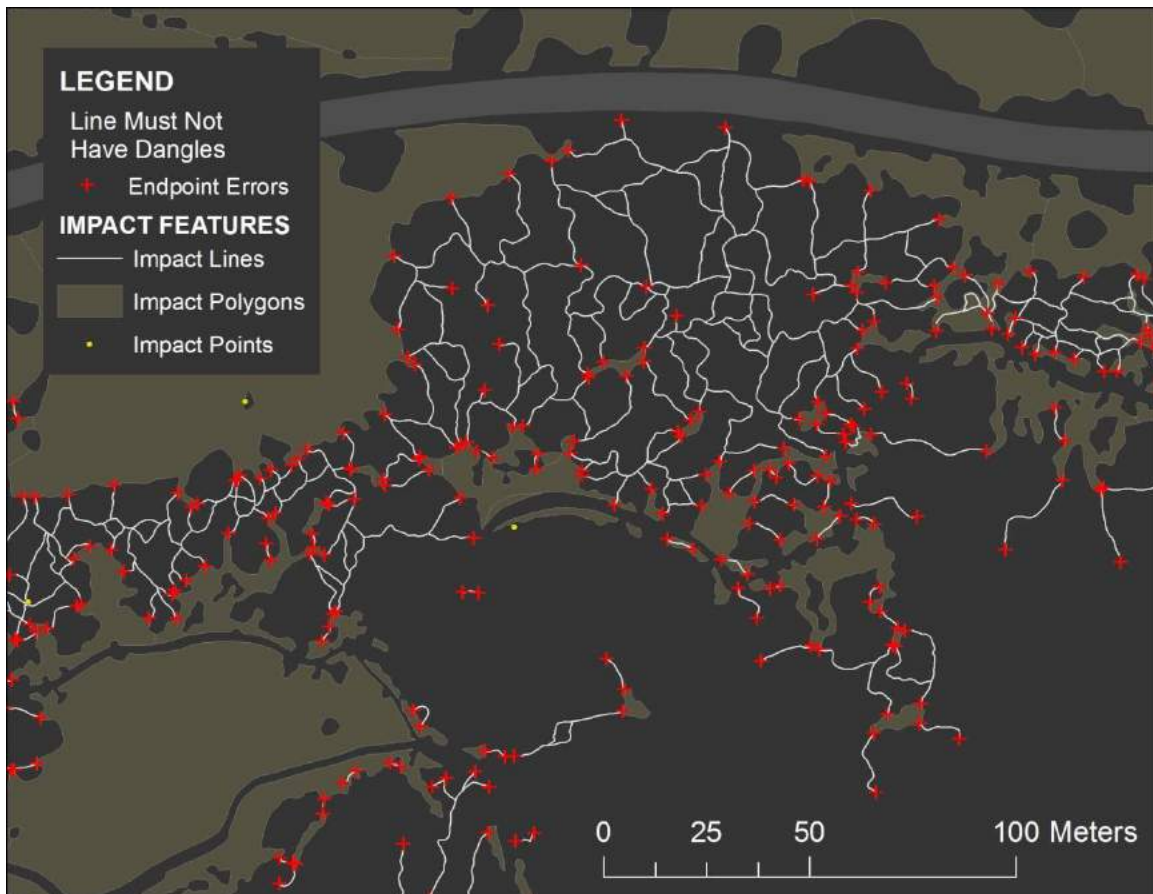 LEGEND
Line Must Not
Have Dangles
Endpoint Errors
IMPACT FEATURES
Impact Lines
Impact Polygons
Impact Points
0 25 50 100 Meters